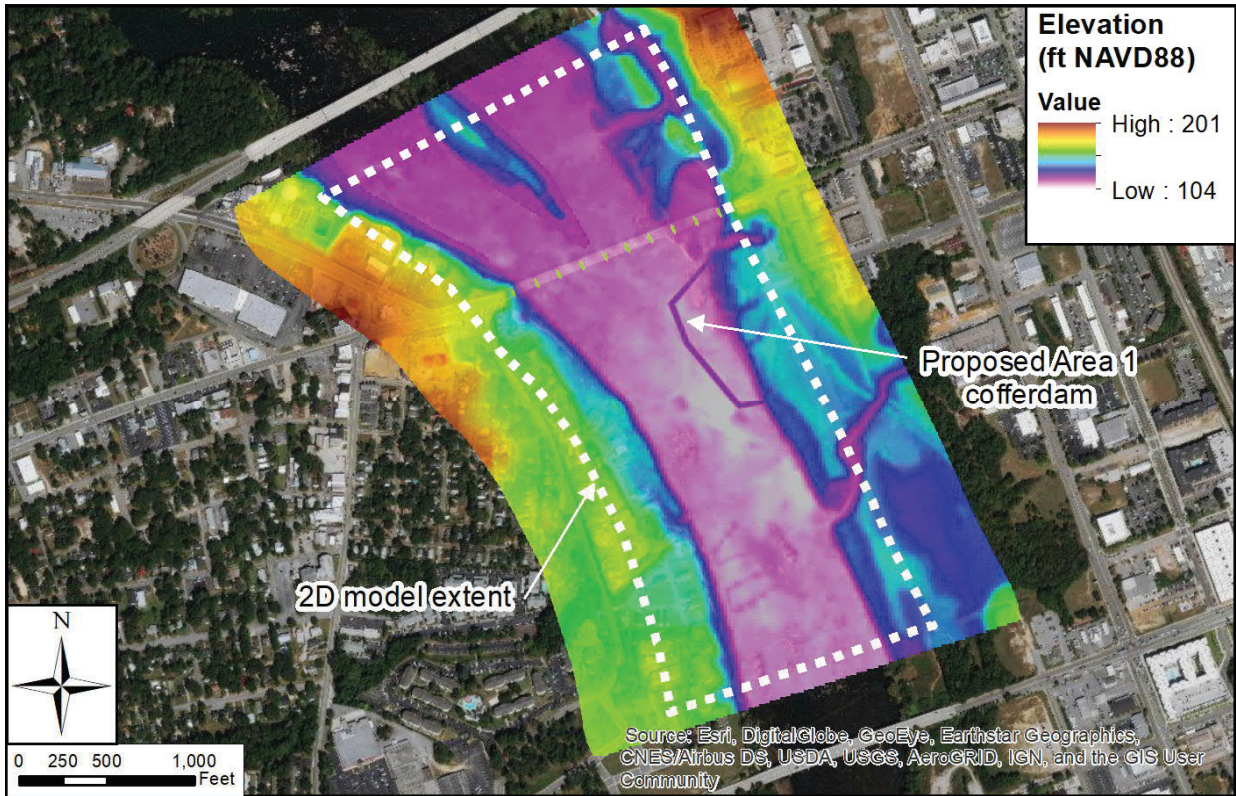 Elevation
(ft NAVD88)
Value
High : 201
Low : 104
Proposed Area 1
cofferdam
2D model extent
N
0 250 500 1,000
Feet
Source: Esri, DigitalGlobe, GeoEye, Earthstar Geographics,
CNES/Airbus DS, USDA, USGS, AeroGRID, IGN, and the GIS User
Community